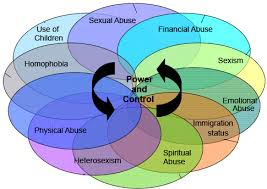 Sexual Abuse
Financial Abuse
Use of
Children
Sexism
Homophobia
Power
and
Control
Emotional
Abuse
Physical Abuse
Immigration
status
Heterosexism
Spiritual
Abuse